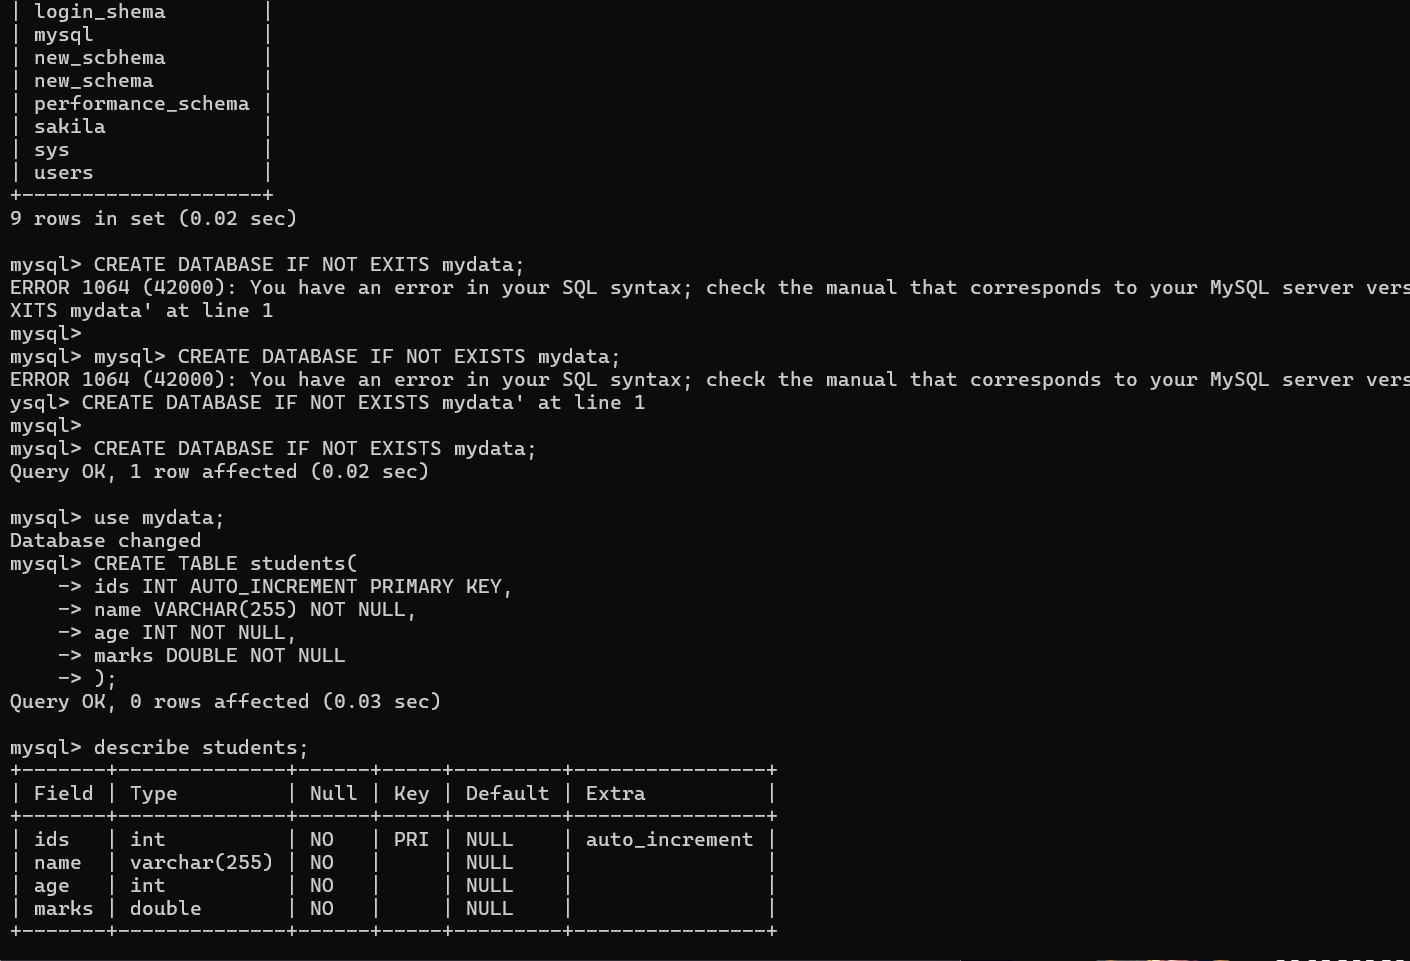 | login_shema        |
| mysql              |
| new_scbhema        |
| new_schema         |
| performance_schema |
| sakila             |
| sys                |
| users              |
+--------------------+
9 rows in set (0.02 sec)
mysql> CREATE DATABASE IF NOT EXITS mydata;
ERROR 1064 (42000): You have an error in your SQL syntax; check the manual that corresponds to your MySQL server vers
XITS mydata' at line 1
mysql>
mysql> mysql> CREATE DATABASE IF NOT EXISTS mydata;
ERROR 1064 (42000): You have an error in your SQL syntax; check the manual that corresponds to your MySQL server vers
ysql> CREATE DATABASE IF NOT EXISTS mydata' at line 1
mysql>
mysql> CREATE DATABASE IF NOT EXISTS mydata;
Query OK, 1 row affected (0.02 sec)
mysql> use mydata;
Database changed
mysql> CREATE TABLE students(
    -> ids INT AUTO_INCREMENT PRIMARY KEY,
    -> name VARCHAR(255) NOT NULL,
    -> age INT NOT NULL,
    -> marks DOUBLE NOT NULL
    -> );
Query OK, 0 rows affected (0.03 sec)
mysql> describe students;
+-------+--------------+------+-----+---------+----------------+
| Field | Type         | Null | Key | Default | Extra          |
+-------+--------------+------+-----+---------+----------------+
| ids   | int          | NO   | PRI | NULL    | auto_increment |
| name  | varchar(255) | NO   |     | NULL    |                |
| age   | int          | NO   |     | NULL    |                |
| marks | double       | NO   |     | NULL    |                |
+-------+--------------+------+-----+---------+----------------+